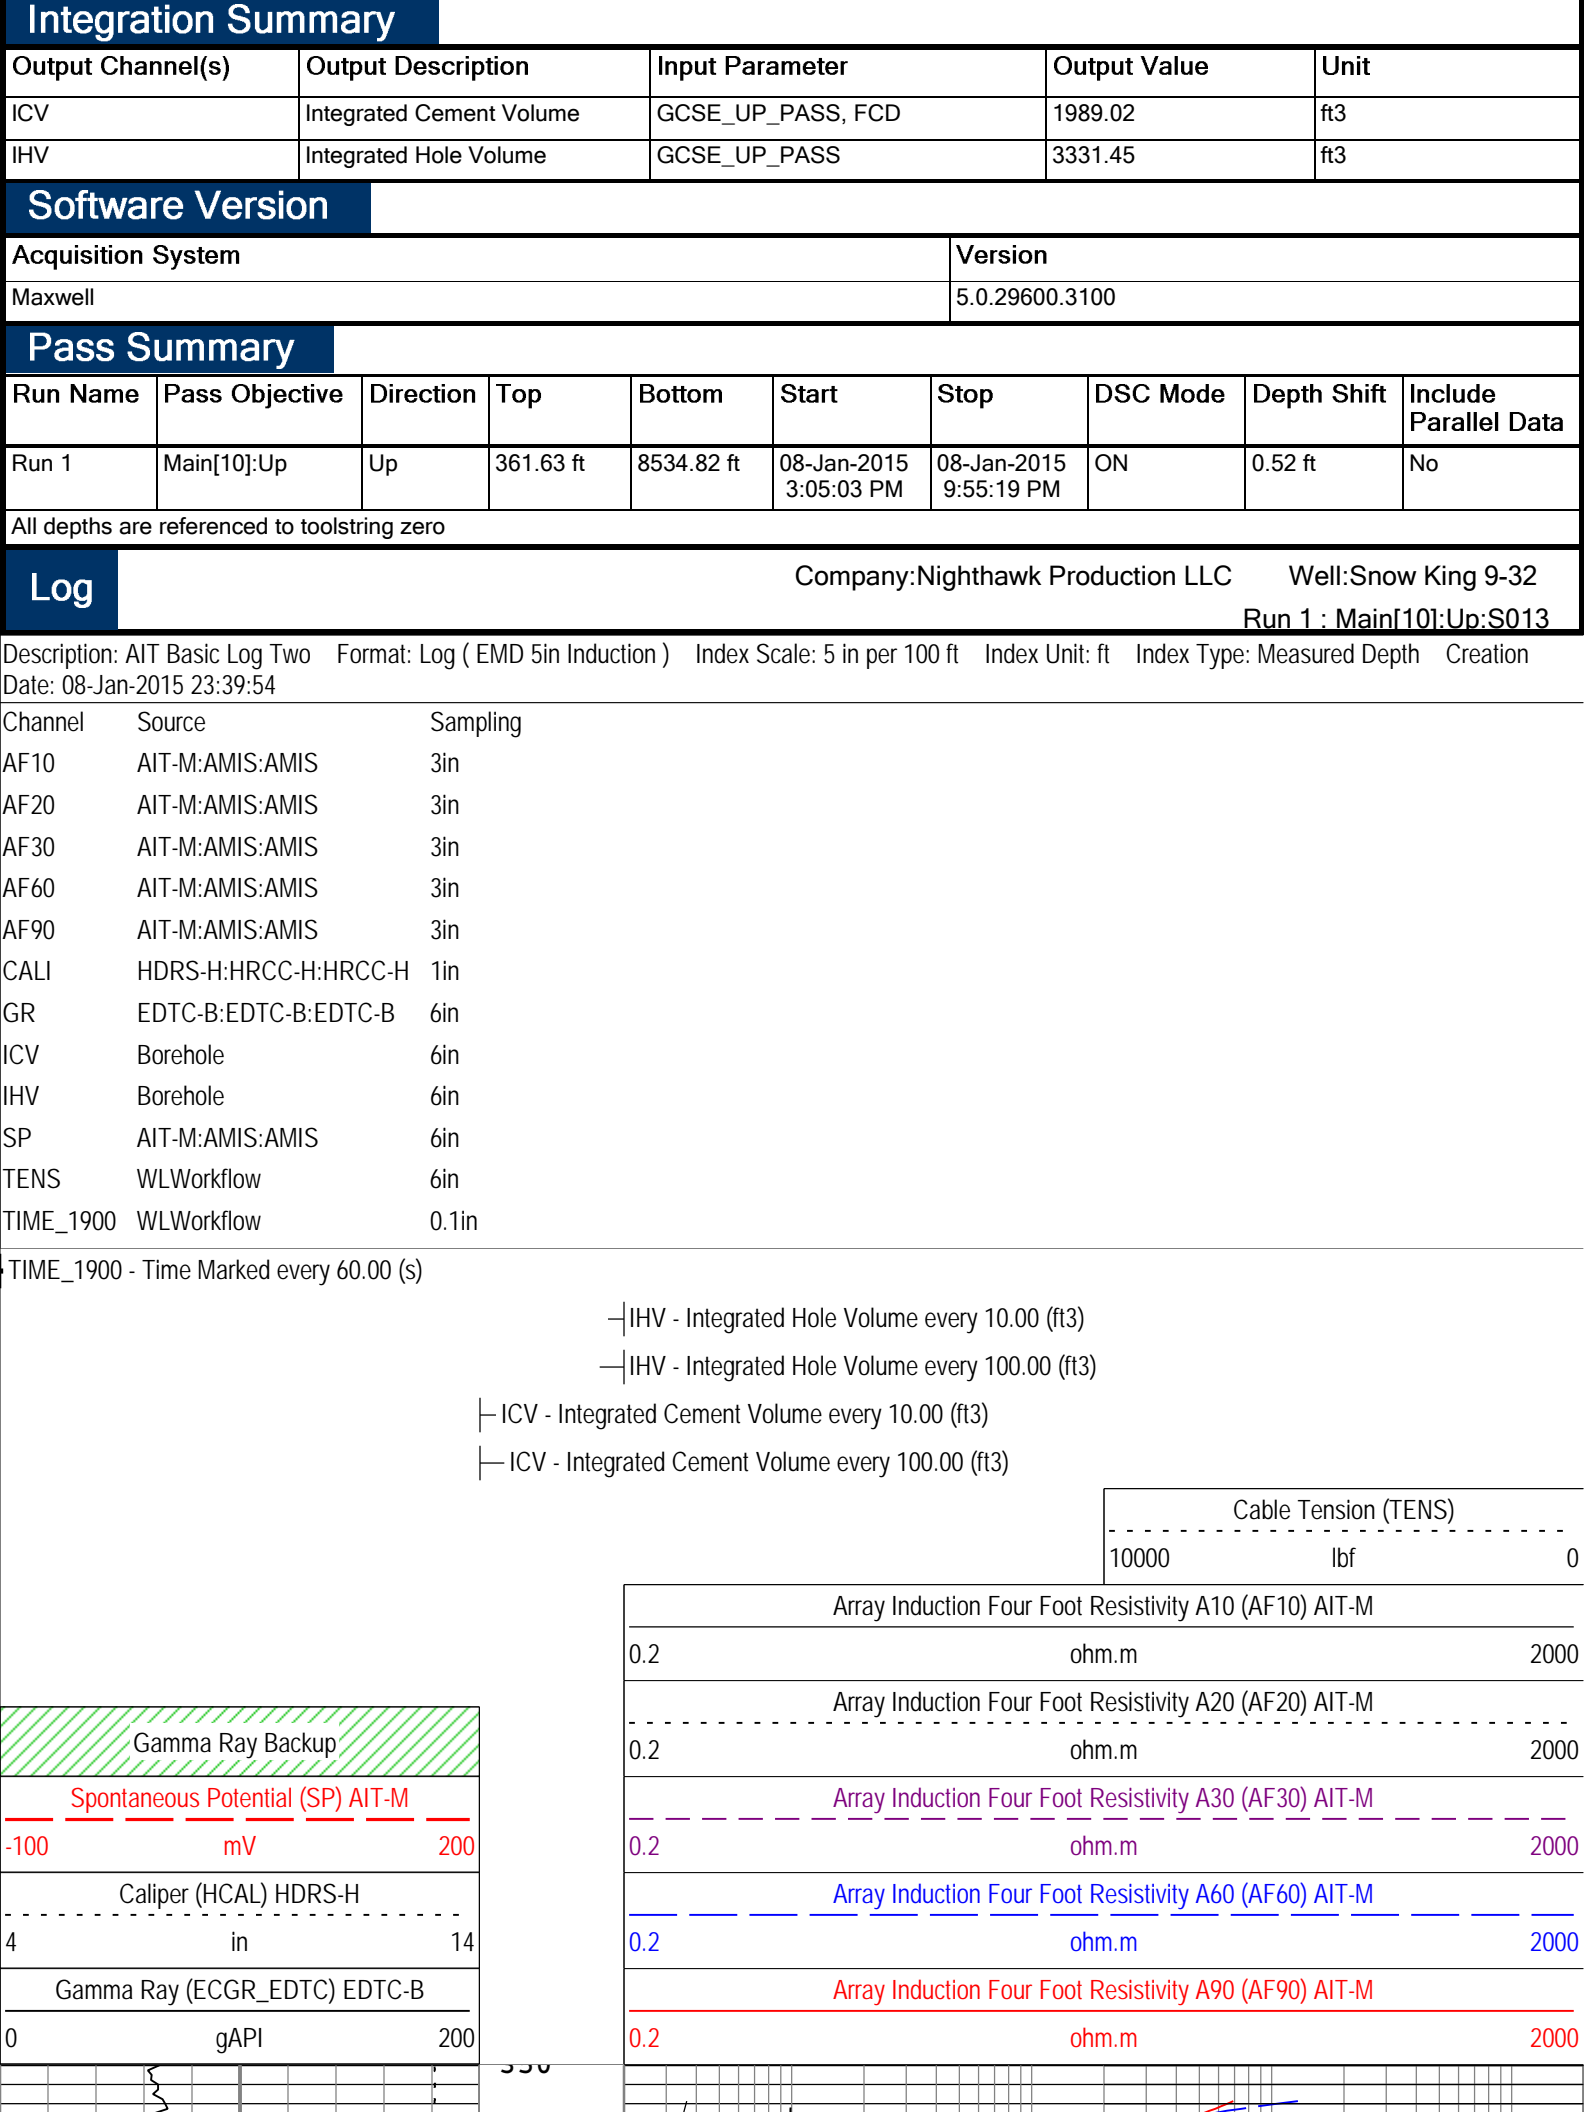 Integration Summary
Output Channel(s) Output Description Input Parameter Output Value Unit
ICV Integrated Cement Volume GCSE_UP_PASS, FCD 1989.02 ft3
IHV Integrated Hole Volume GCSE_UP_PASS 3331.45 ft3
Software Version
Acquisition System Version
Maxwell 5.0.29600.3100
Pass Summary
Run Name Pass Objective Direction Top Bottom Start Stop DSC Mode Depth Shift Include
Parallel Data
Run 1 Main[10]:Up Up 361.63 ft 8534.82 ft 08-Jan-2015 08-Jan-2015 ON 0.52 ft No
3:05:03 PM 9:55:19 PM
All depths are referenced to toolstring zero
Log
Company:Nighthawk Production LLC Well:Snow King 9-32
Run 1 : Main[10]:Up:S013
Description: AIT Basic Log Two Format: Log ( EMD 5in Induction ) Index Scale: 5 in per 100 ft Index Unit: ft Index Type: Measured Depth Creation
Date: 08-Jan-2015 23:39:54
Channel Source Sampling
AF10 AIT-M:AMIS:AMIS 3in
AF20 AIT-M:AMIS:AMIS 3in
AF30 AIT-M:AMIS:AMIS 3in
AF60 AIT-M:AMIS:AMIS 3in
AF90 AIT-M:AMIS:AMIS 3in
CALI HDRS-H:HRCC-H:HRCC-H 1in
GR EDTC-B:EDTC-B:EDTC-B 6in
ICV Borehole 6in
IHV Borehole 6in
SP AIT-M:AMIS:AMIS 6in
TENS WLWorkflow 6in
TIME_1900 WLWorkflow 0.1in
TIME_1900 - Time Marked every 60.00 (s)
IHV - Integrated Hole Volume every 10.00 (ft3)
IHV - Integrated Hole Volume every 100.00 (ft3)
ICV - Integrated Cement Volume every 10.00 (ft3)
ICV - Integrated Cement Volume every 100.00 (ft3)
Cable Tension (TENS)
10000 lbf 0
Array Induction Four Foot Resistivity A10 (AF10) AIT-M
0.2 ohm.m 2000
Array Induction Four Foot Resistivity A20 (AF20) AIT-M
0.2 ohm.m 2000
Gamma Ray Backup
Spontaneous Potential (SP) AIT-M
-100 mV 200
Array Induction Four Foot Resistivity A30 (AF30) AIT-M
0.2 ohm.m 2000
Caliper (HCAL) HDRS-H
4 in 14
Array Induction Four Foot Resistivity A60 (AF60) AIT-M
0.2 ohm.m 2000
Gamma Ray (ECGR_EDTC) EDTC-B
0 gAPI 200
Array Induction Four Foot Resistivity A90 (AF90) AIT-M
0.2 ohm.m 2000